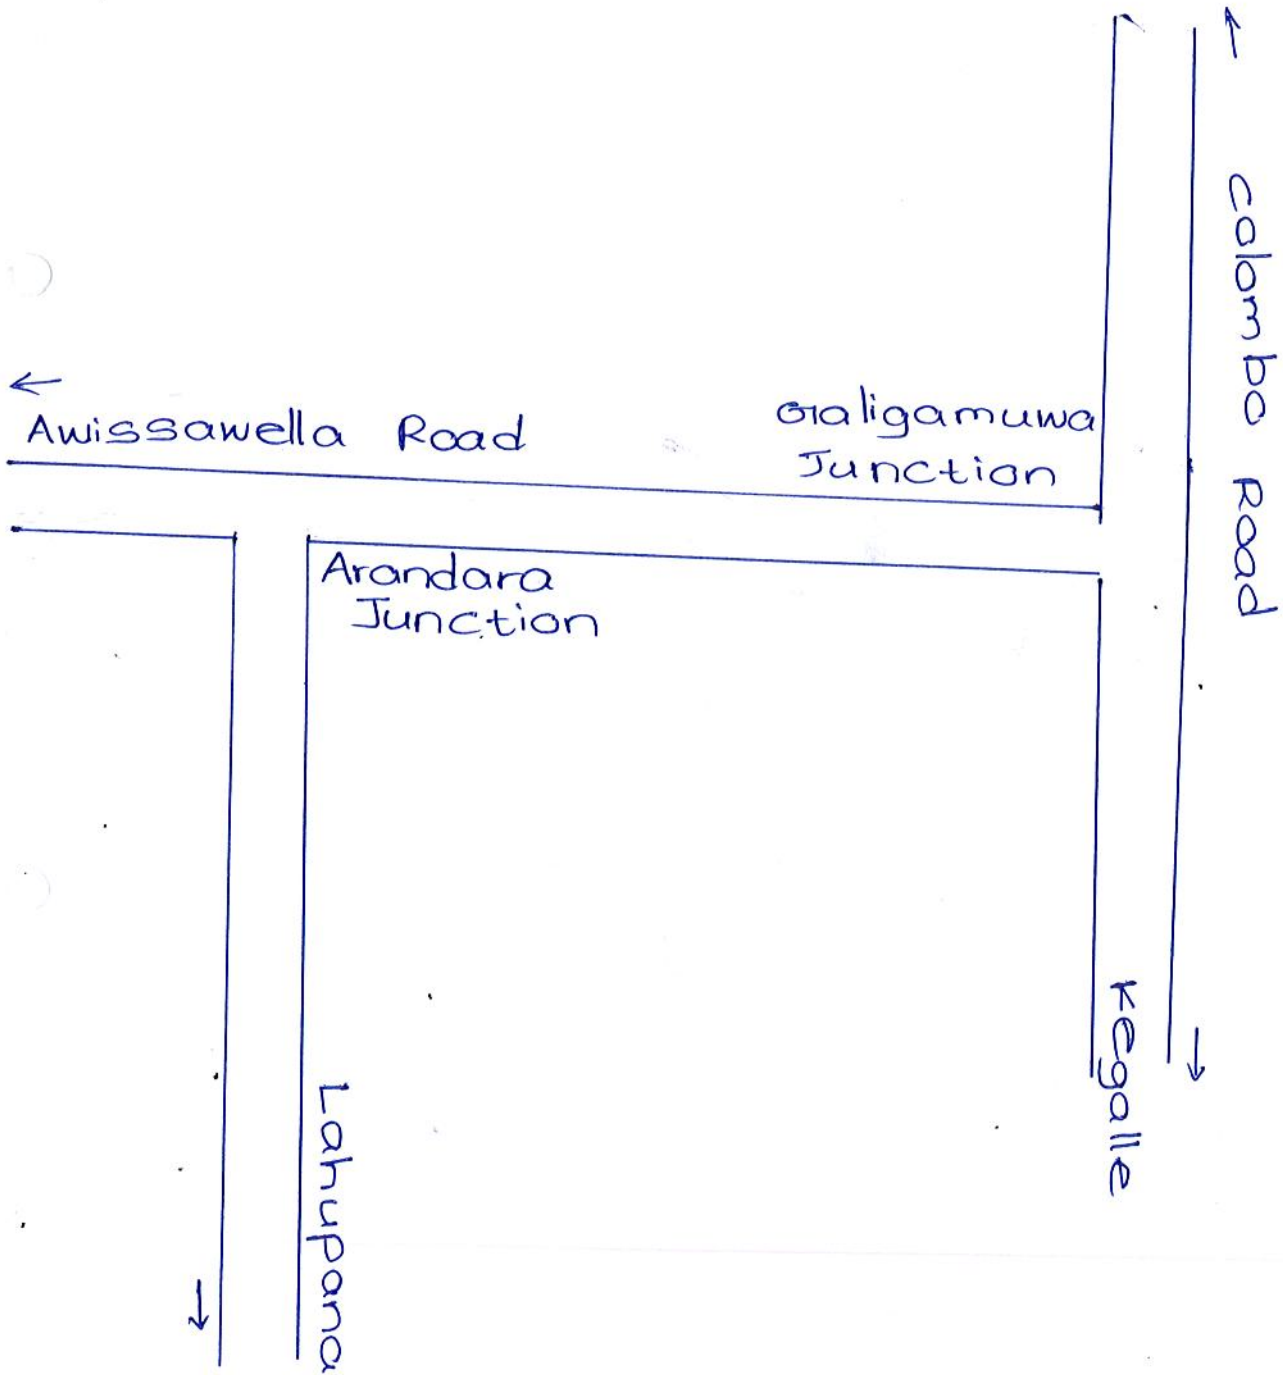 Colombo Road
Galigamuwa
Junction
Awissawella Road
Arandara
Junction
Kegalle
Lahupana